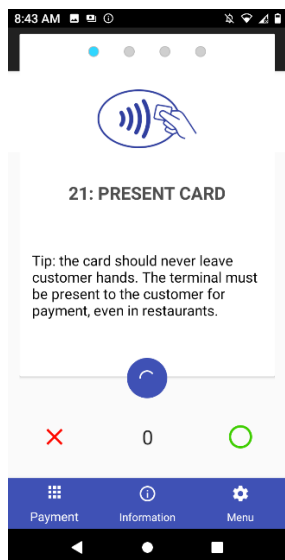 8:43 AM
21: PRESENT CARD
Tip: the card should never leave
customer hands. The terminal must
be present to the customer for
payment, even in restaurants.
0
Payment Information Menu